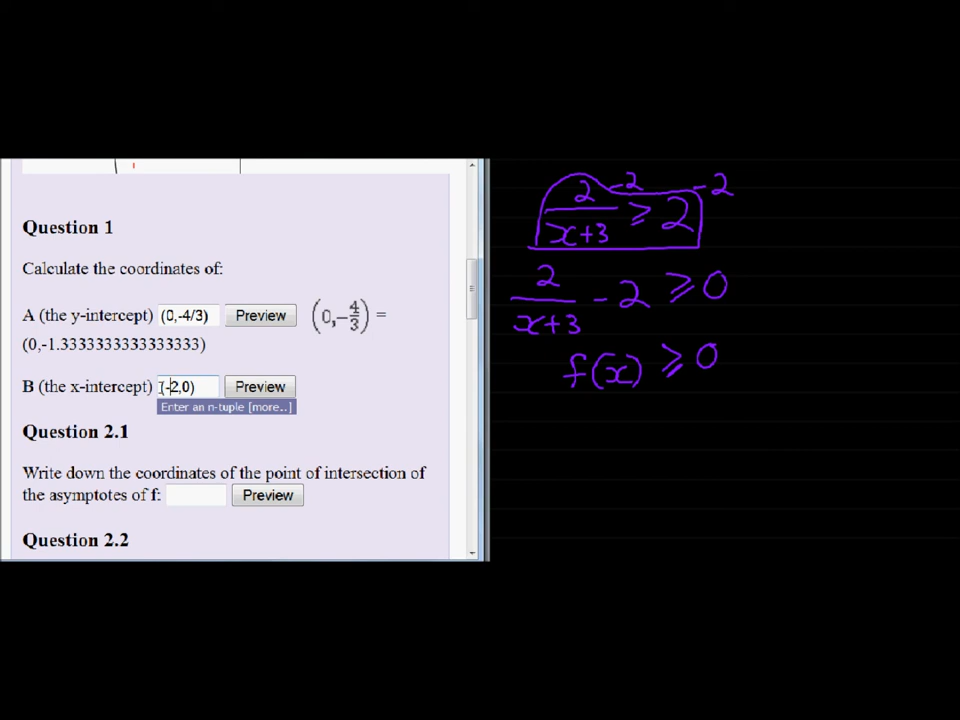 Question 1
Calculate the coordinates of:
A (the y-intercept) (0,-4/3) Preview (0,-4/3) =
(0,-1.3333333333333333)
B (the x-intercept) (-2,0) Preview
Enter an n-tuple [more..]
Question 2.1
Write down the coordinates of the point of intersection of
the asymptotes of f: Preview
Question 2.2
2/(x+3) -2 ≥ 2 -2
2/(x+3) - 2 ≥ 0
f(x) ≥ 0